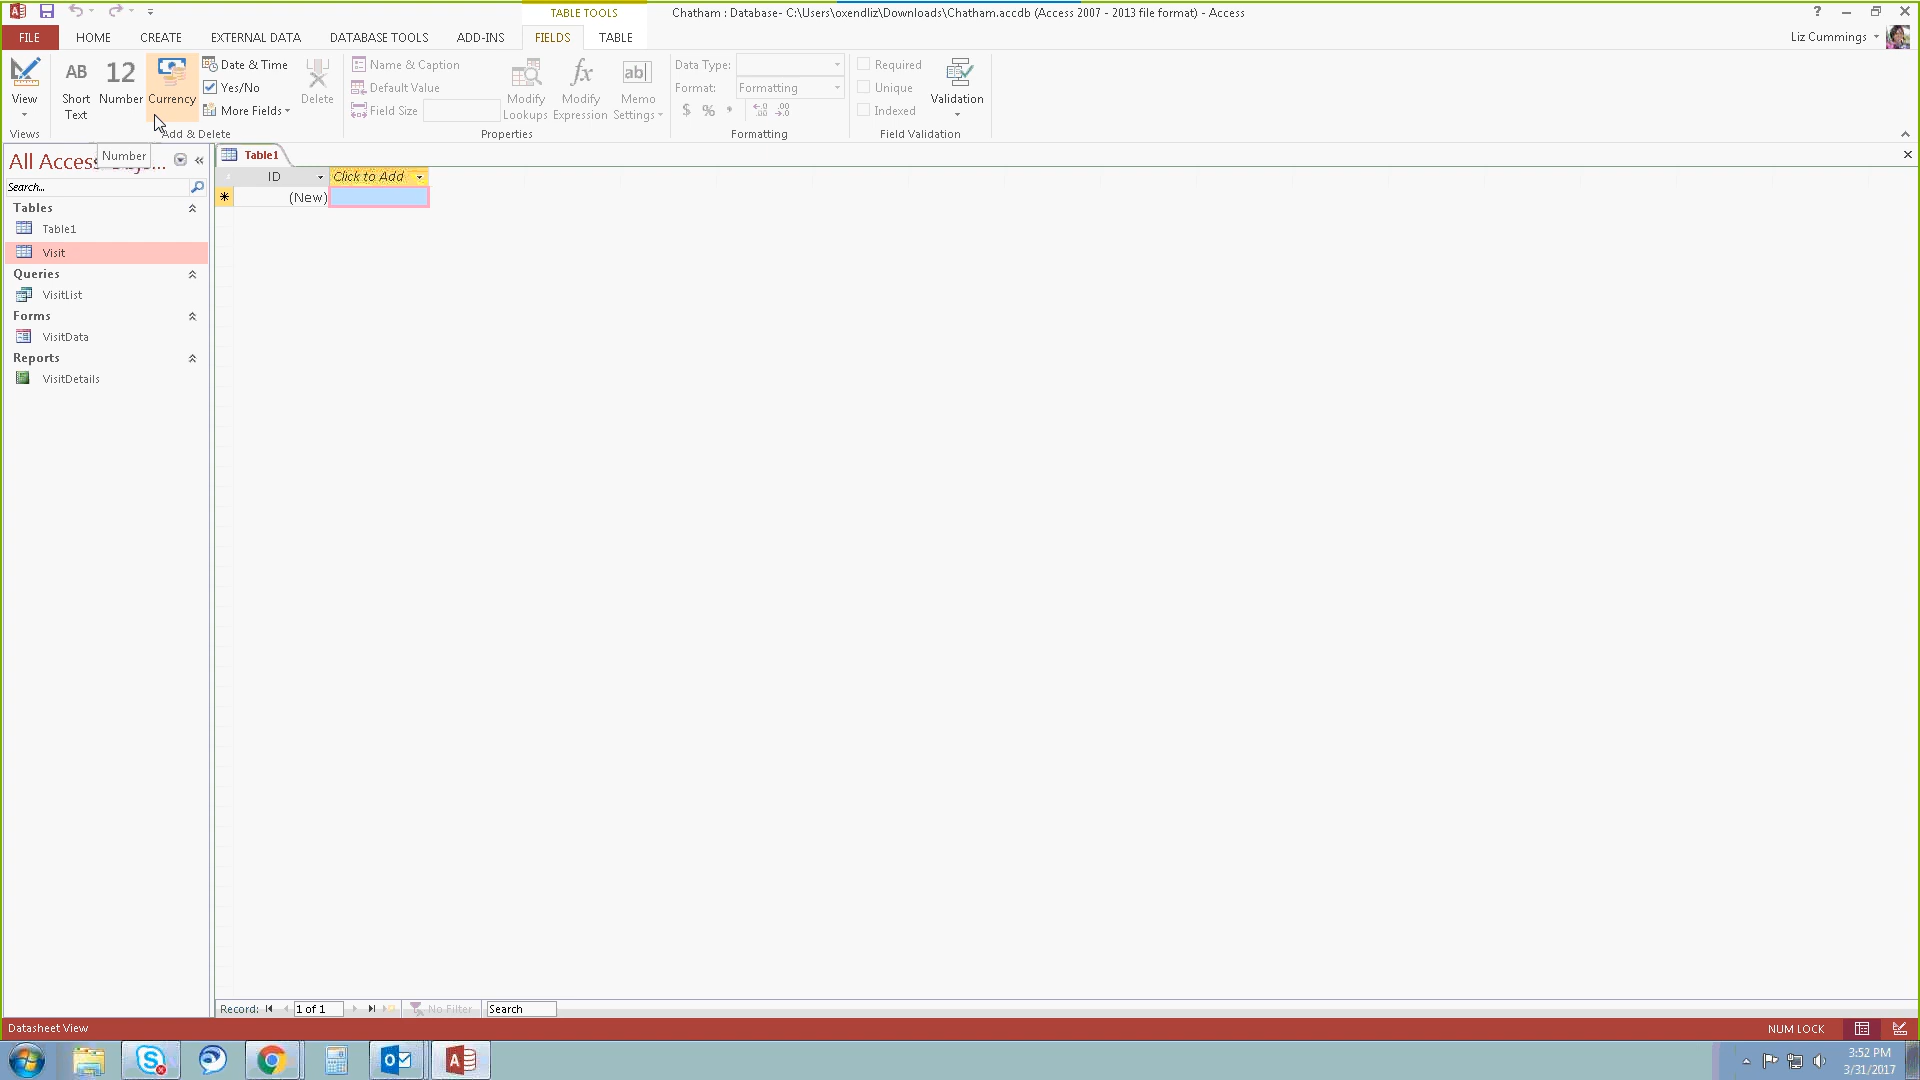 TABLE TOOLS
Chatham : Database- C:\Users\oxendliz\Downloads\Chatham.accdb (Access 2007 - 2013 file format) - Access
?
FILE
HOME
CREATE
EXTERNAL DATA
DATABASE TOOLS
ADD-INS
FIELDS
TABLE
Liz Cummings
View
AB
Short
Text
12
Number
Currency
Date & Time
Yes/No
More Fields
Delete
Name & Caption
Default Value
Field Size
Modify
Lookups
fx
Modify
Expression
ab|
Memo
Settings
Data Type:
Format:
Formatting
$ % ,
Required
Unique
Indexed
Validation
Views
Add & Delete
Properties
Formatting
Field Validation
All Access
Number
Search...
Tables
Table1
Visit
Queries
VisitList
Forms
VisitData
Reports
VisitDetails
Table1
ID
Click to Add
(New)
Record:
1 of 1
No Filter
Search
Datasheet View
NUM LOCK
3:52 PM
3/31/2017